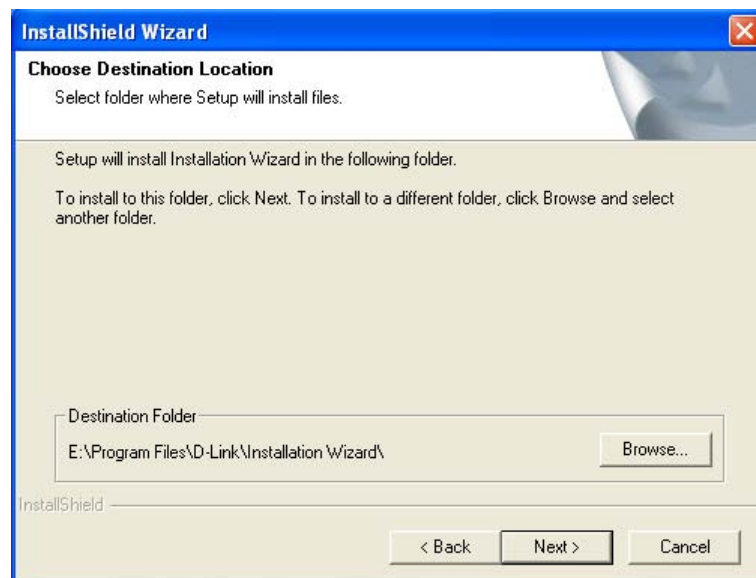 InstallShield Wizard
Choose Destination Location
Select folder where Setup will install files.
Setup will install Installation Wizard in the following folder.
To install to this folder, click Next. To install to a different folder, click Browse and select
another folder.
Destination Folder
E:\Program Files\D-Link\Installation Wizard\
Browse...
InstallShield
< Back
Next >
Cancel